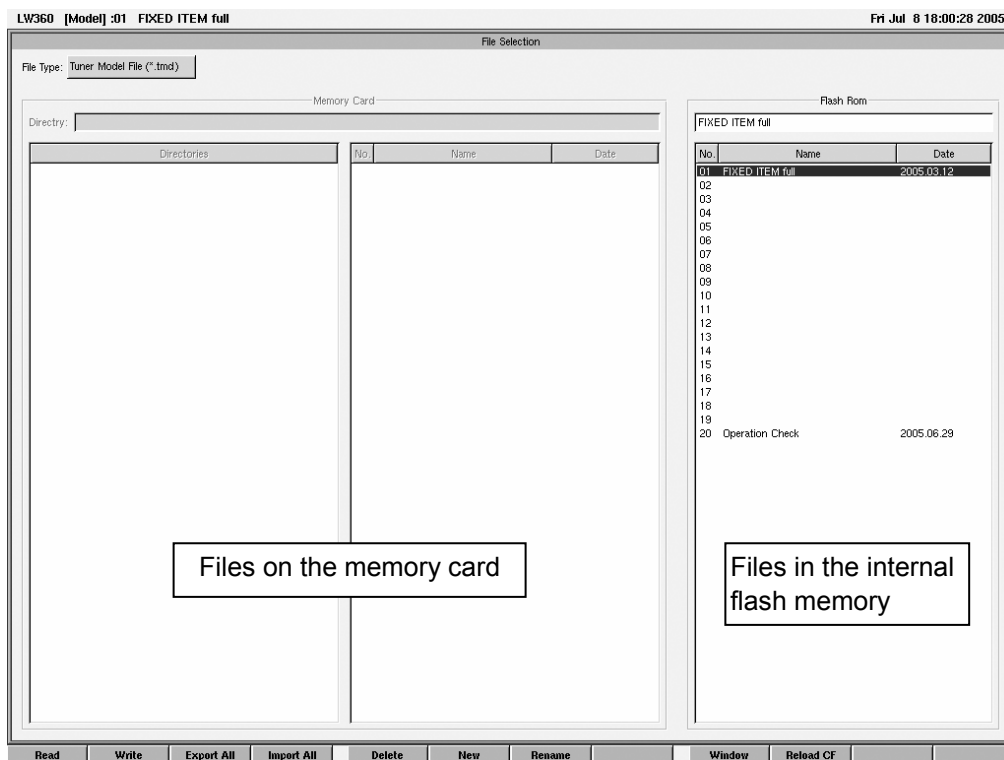 LW360 [Model] :01 FIXED ITEM full Fri Jul 8 18:00:28 2005
File Selection
File Type: Tuner Model File (*.tmd)
Memory Card
Flash Rom
Directry:
FIXED ITEM full
Directories No. Name Date No. Name Date
01 FIXED ITEM full 2005.03.12
02
03
04
05
06
07
08
09
10
11
12
13
14
15
16
17
18
19
20 Operation Check 2005.06.29
Files on the memory card
Files in the internal
flash memory
Read Write Export All Import All Delete New Rename Window Reload CF